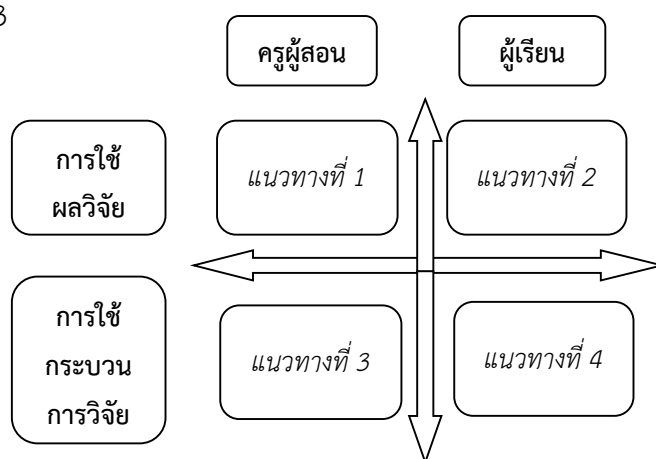 ครูผู้สอน
ผู้เรียน
การใช้
ผลวิจัย
แนวทางที่ 1
แนวทางที่ 2
การใช้
กระบวน
การวิจัย
แนวทางที่ 3
แนวทางที่ 4